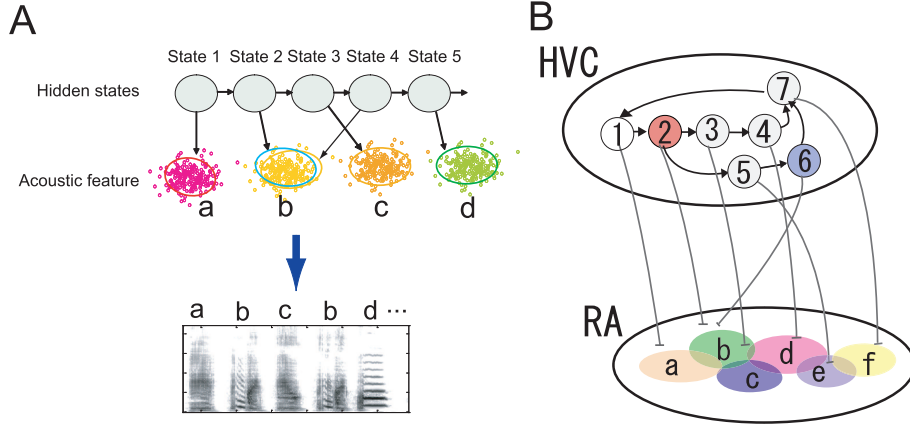 A
State 1 State 2 State 3 State 4 State 5
Hidden states
Acoustic feature
a b c d
a b c b d ...
B
HVC
1 2 3 4 7
5 6
RA
a b c d e f